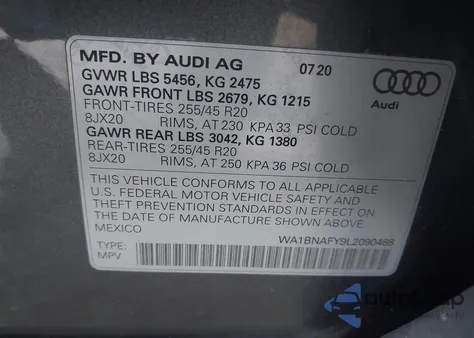 MFD. BY AUDI AG 07 20
GVWR LBS 5456, KG 2475
GAWR FRONT LBS 2679, KG 1215
FRONT-TIRES 255/45 R20
8JX20 RIMS, AT 230 KPA 33 PSI COLD
GAWR REAR LBS 3042, KG 1380
REAR-TIRES 255/45 R20
8JX20 RIMS, AT 250 KPA 36 PSI COLD
Audi
THIS VEHICLE CONFORMS TO ALL APPLICABLE
U.S. FEDERAL MOTOR VEHICLE SAFETY AND
THEFT PREVENTION STANDARDS IN EFFECT ON
THE DATE OF MANUFACTURE SHOWN ABOVE.
MEXICO
WA1BNAFY9L2090488
TYPE:
MPV